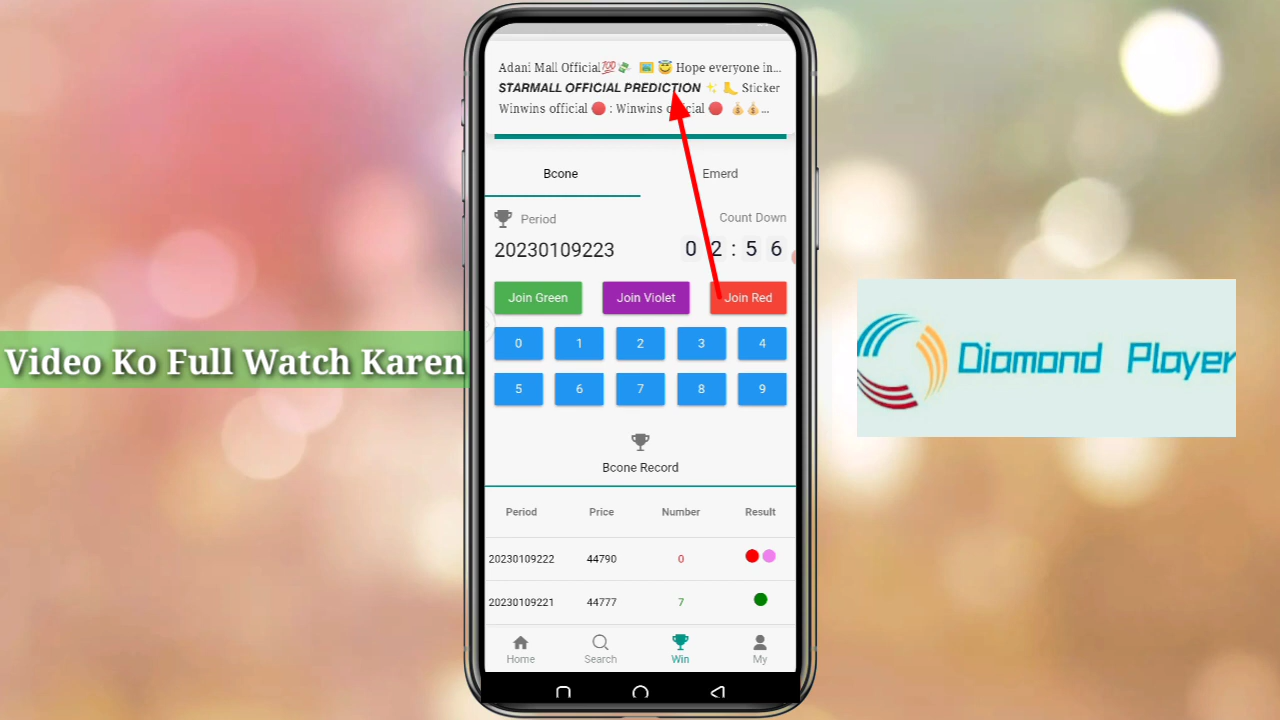 Adani Mall Official💯💸 🖼️😇 Hope everyone in...
STARMALL OFFICIAL PREDICTION ✨ 🦶 Sticker
Winwins official 🔴 : Winwins official 🔴 💰💰...
Bcone Emerd
Period Count Down
20230109223 0 2 : 5 6
Join Green Join Violet Join Red
0 1 2 3 4
5 6 7 8 9
Video Ko Full Watch Karen
Diamond Player
Bcone Record
Period Price Number Result
20230109222 44790 0
20230109221 44777 7
Home Search Win My